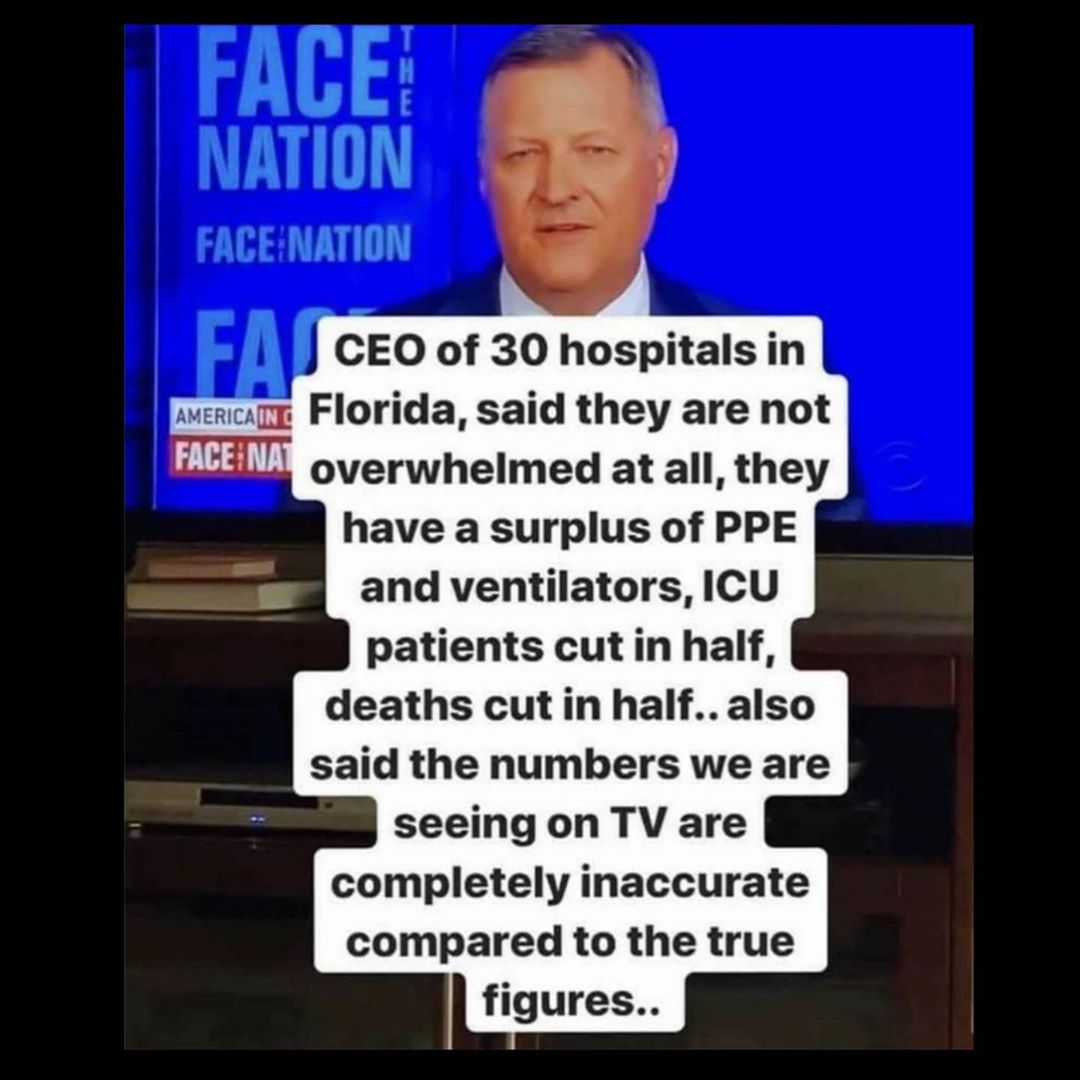 FACE THE
NATION
FACE THE NATION
FA
AMERICA IN
FACE THE NAT
CEO of 30 hospitals in
Florida, said they are not
overwhelmed at all, they
have a surplus of PPE
and ventilators, ICU
patients cut in half,
deaths cut in half.. also
said the numbers we are
seeing on TV are
completely inaccurate
compared to the true
figures..